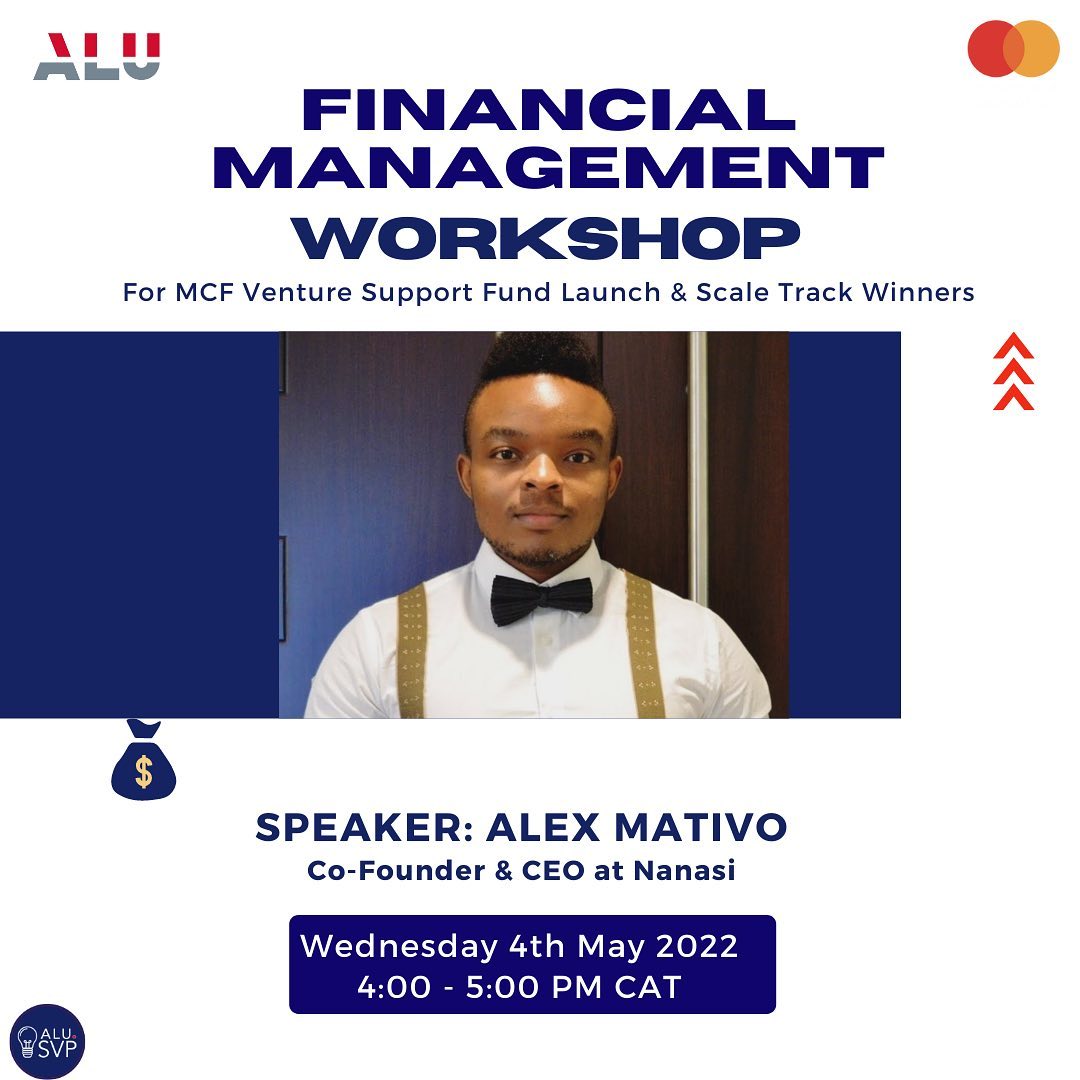 ALU
FINANCIAL
MANAGEMENT
WORKSHOP
For MCF Venture Support Fund Launch & Scale Track Winners
$
SPEAKER: ALEX MATIVO
Co-Founder & CEO at Nanasi
Wednesday 4th May 2022
4:00 - 5:00 PM CAT
ALU.
SVP